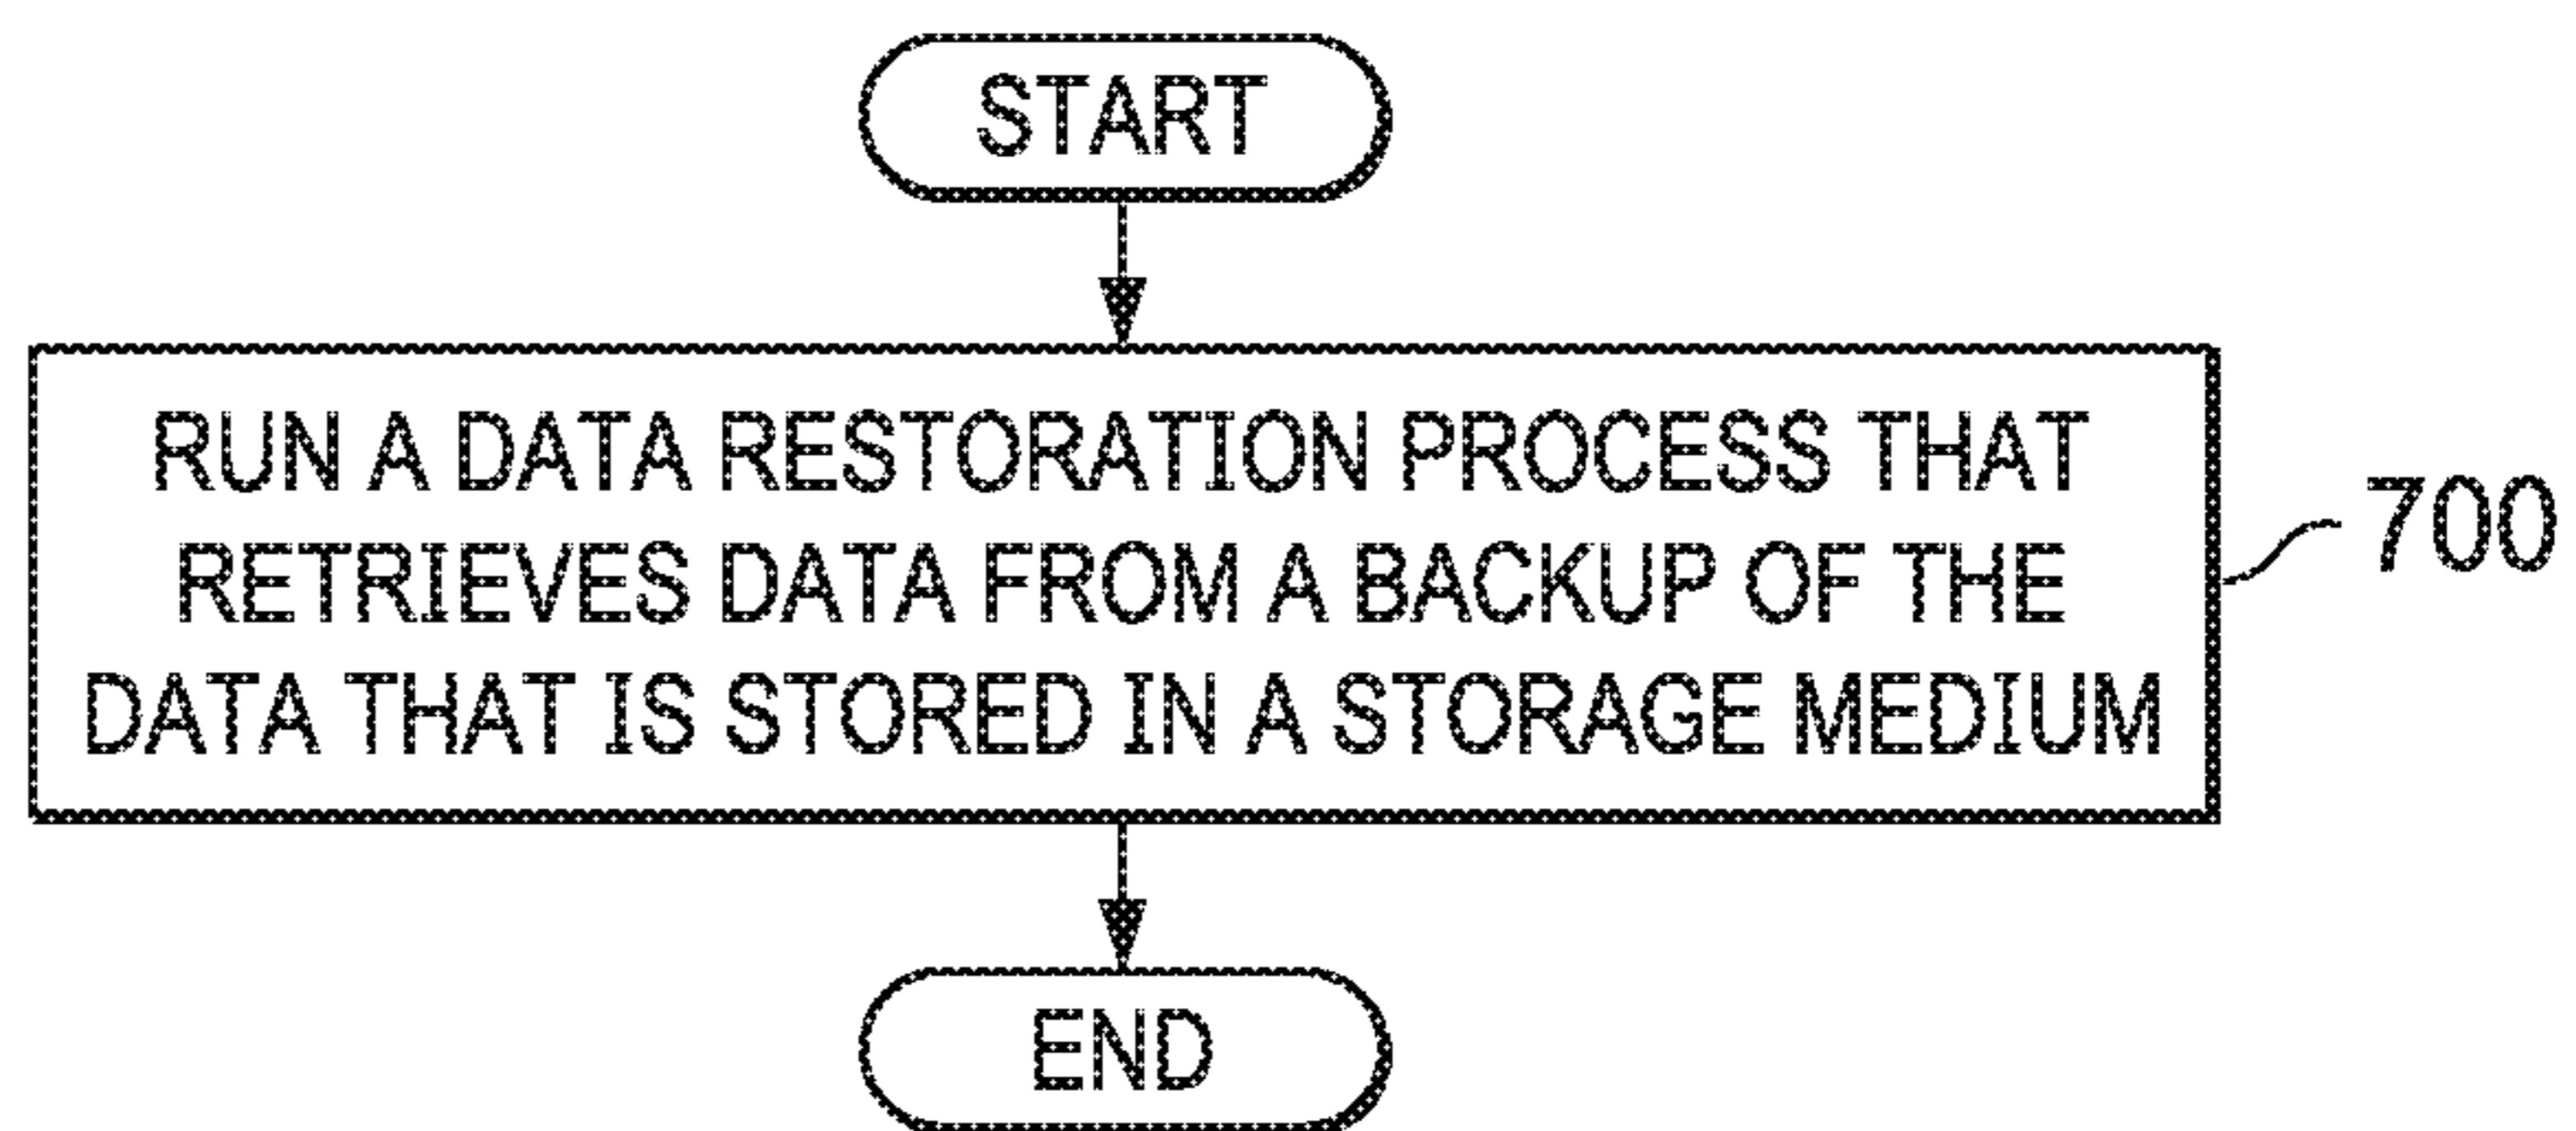 START
RUN A DATA RESTORATION PROCESS THAT
RETRIEVES DATA FROM A BACKUP OF THE
DATA THAT IS STORED IN A STORAGE MEDIUM
700
END